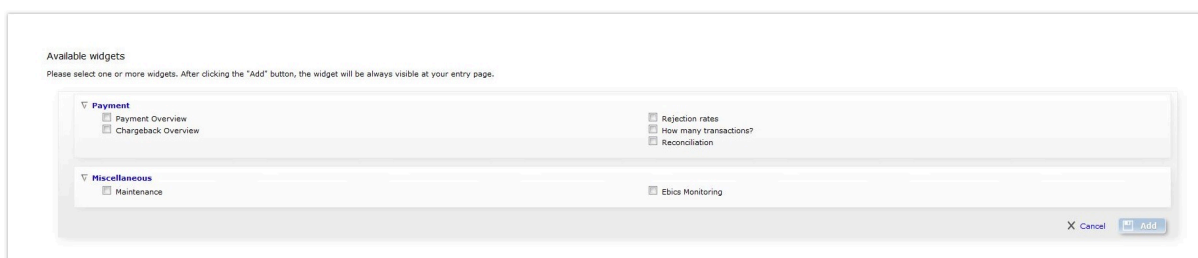 Available widgets
Please select one or more widgets. After clicking the "Add" button, the widget will be always visible at your entry page.
Payment
Payment Overview
Chargeback Overview
Rejection rates
How many transactions?
Reconciliation
Miscellaneous
Maintenance
Ebics Monitoring
Cancel Add